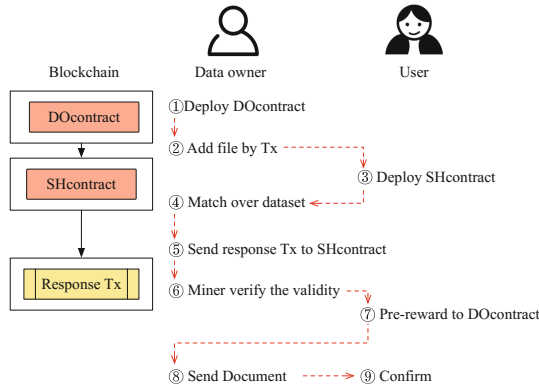 Blockchain
Data owner
User
DOcontract
SHcontract
Response Tx
①Deploy DOcontract
② Add file by Tx
③ Deploy SHcontract
④ Match over dataset
⑤ Send response Tx to SHcontract
⑥ Miner verify the validity
⑦ Pre-reward to DOcontract
⑧ Send Document
⑨ Confirm